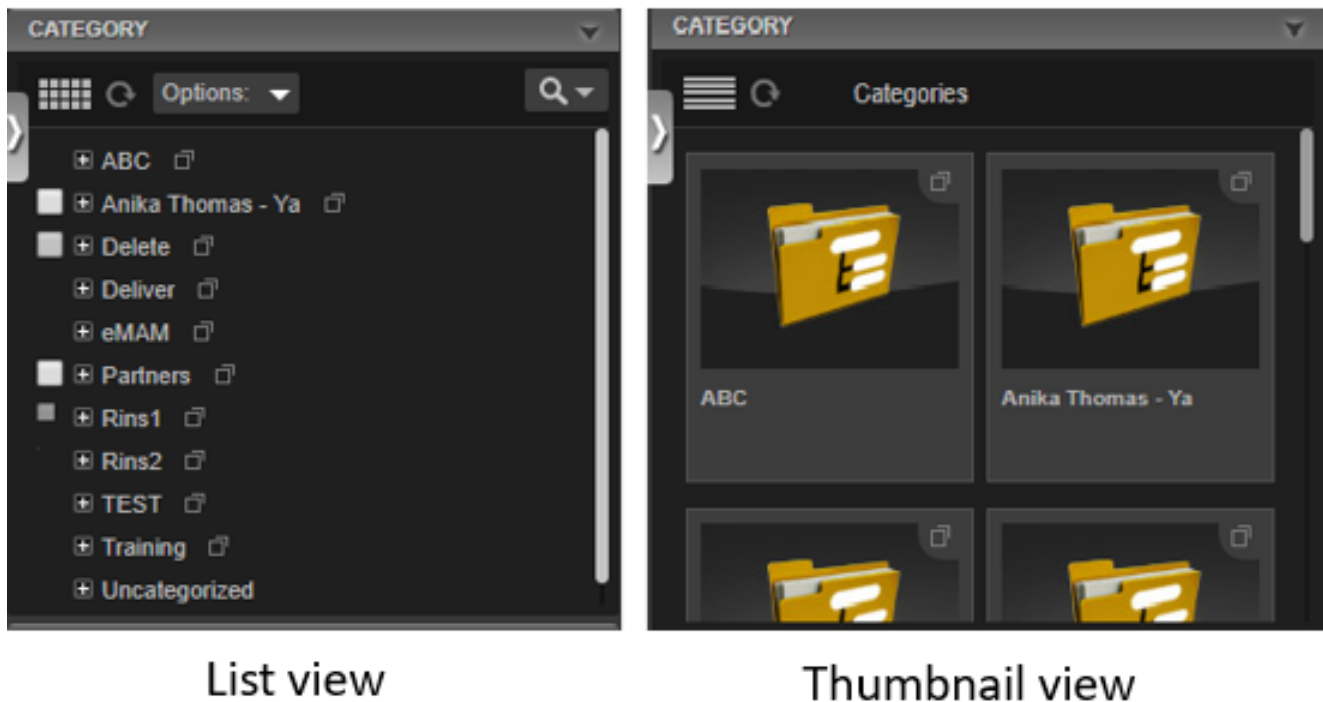 CATEGORY
Options:
ABC
Anika Thomas - Ya
Delete
Deliver
eMAM
Partners
Rins1
Rins2
TEST
Training
Uncategorized
List view
CATEGORY
Categories
ABC
Anika Thomas - Ya
Thumbnail view